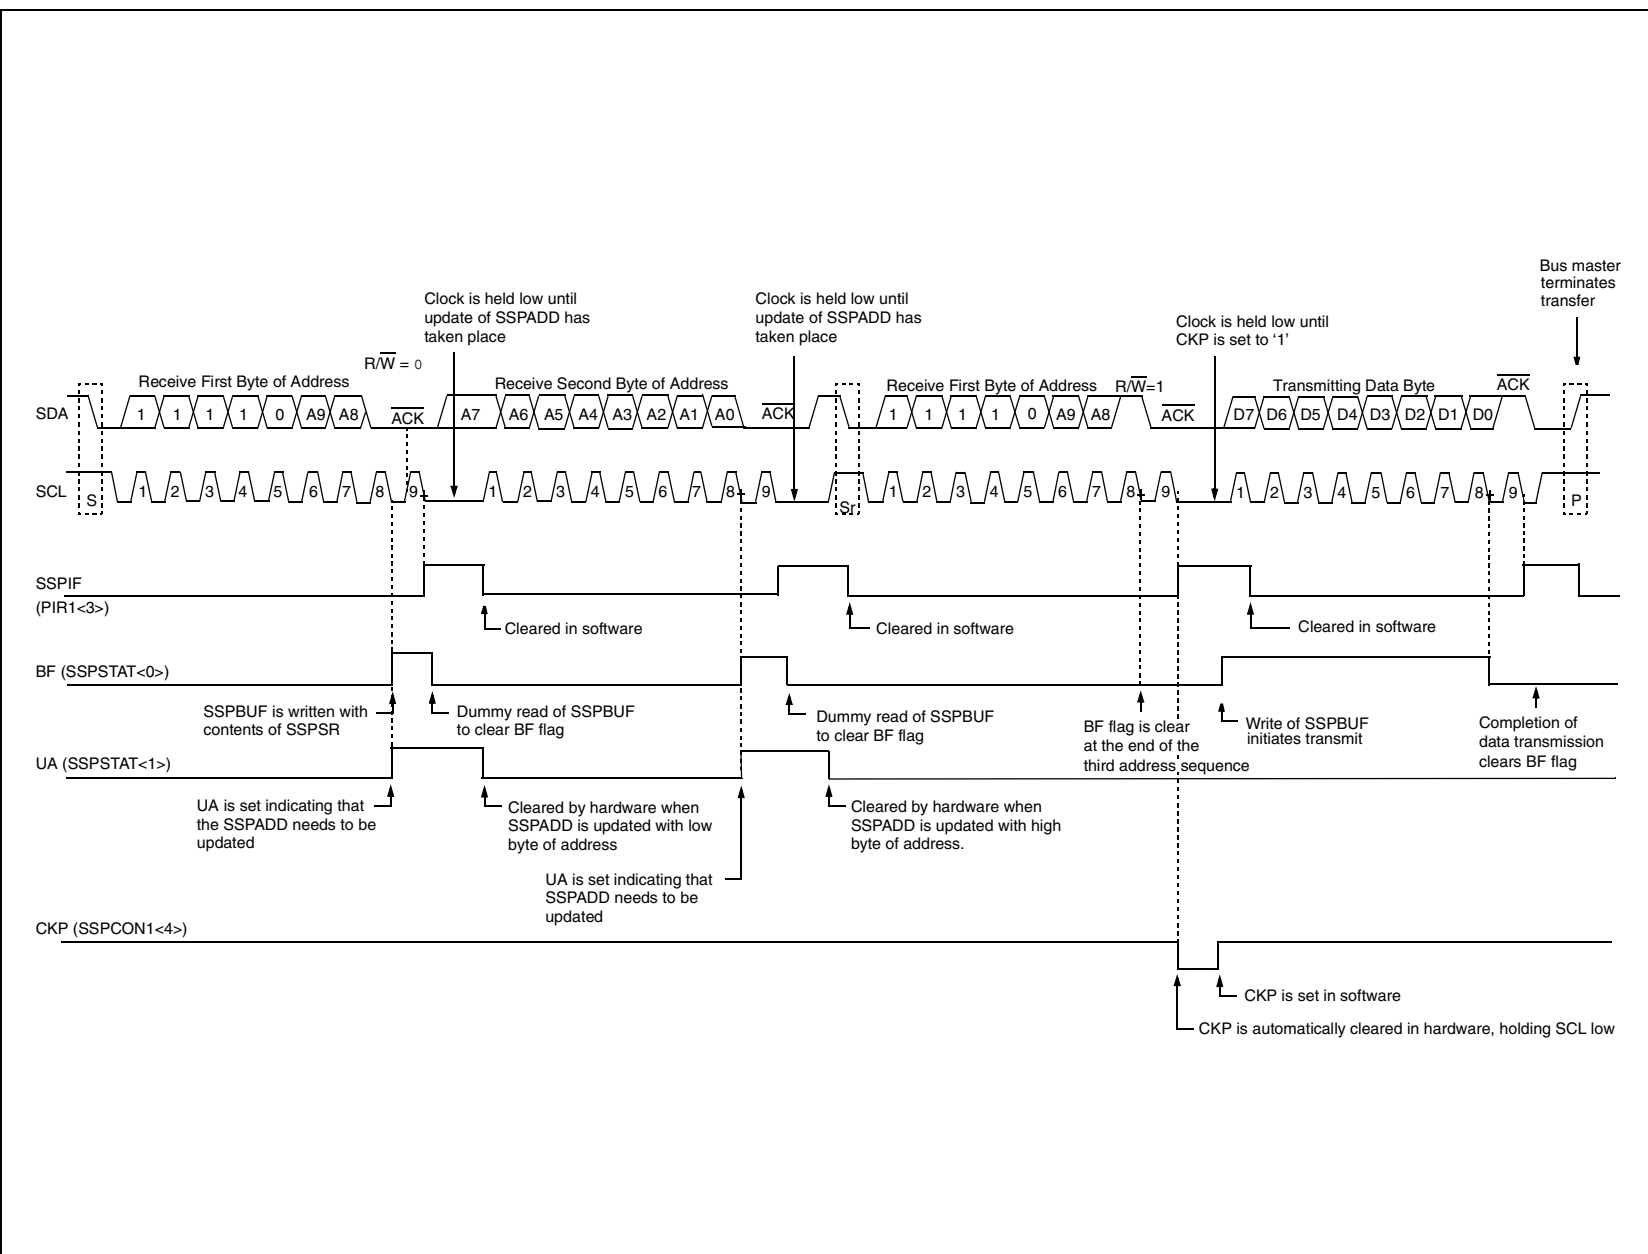 Bus master
terminates
transfer
Clock is held low until
update of SSPADD has
taken place
Clock is held low until
update of SSPADD has
taken place
Clock is held low until
CKP is set to ‘1’
R/W = 0
Receive First Byte of Address
Receive Second Byte of Address
Receive First Byte of Address
R/W=1
Transmitting Data Byte
ACK
SDA
1 1 1 1 0 A9 A8
ACK
A7 A6 A5 A4 A3 A2 A1 A0
ACK
1 1 1 1 0 A9 A8
ACK
D7 D6 D5 D4 D3 D2 D1 D0
SCL
S
1 2 3 4 5 6 7 8 9
1 2 3 4 5 6 7 8 9
Sr
1 2 3 4 5 6 7 8 9
1 2 3 4 5 6 7 8 9
P
SSPIF
(PIR1<3>)
Cleared in software
Cleared in software
Cleared in software
BF (SSPSTAT<0>)
SSPBUF is written with
contents of SSPSR
Dummy read of SSPBUF
to clear BF flag
Dummy read of SSPBUF
to clear BF flag
BF flag is clear
at the end of the
third address sequence
Write of SSPBUF
initiates transmit
Completion of
data transmission
clears BF flag
UA (SSPSTAT<1>)
UA is set indicating that
the SSPADD needs to be
updated
Cleared by hardware when
SSPADD is updated with low
byte of address
UA is set indicating that
SSPADD needs to be
updated
Cleared by hardware when
SSPADD is updated with high
byte of address.
CKP (SSPCON1<4>)
CKP is set in software
CKP is automatically cleared in hardware, holding SCL low